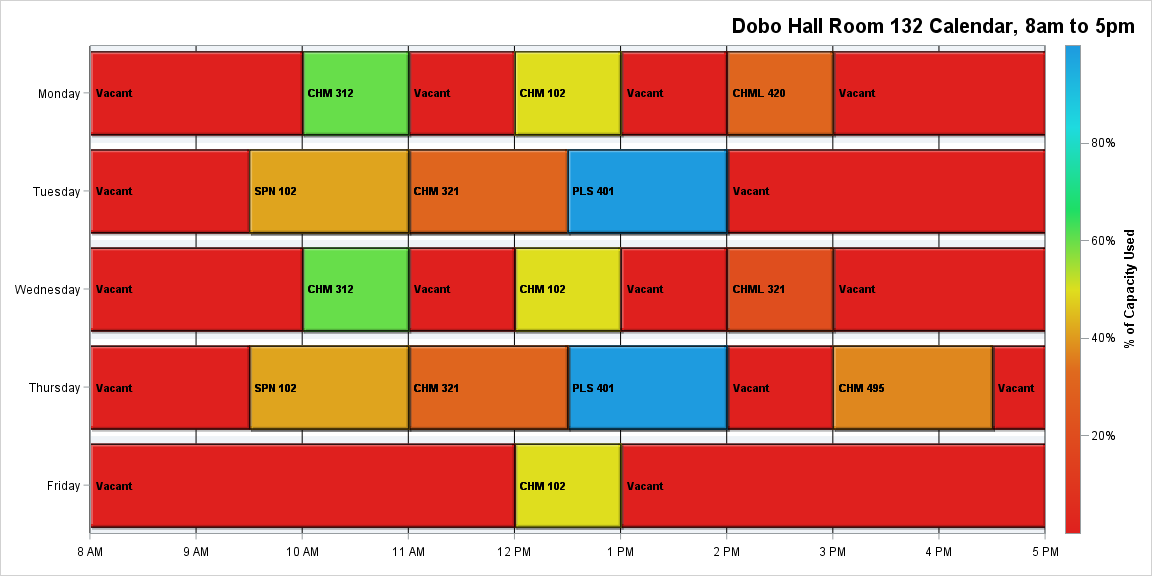 Dobo Hall Room 132 Calendar, 8am to 5pm
Monday
Vacant
CHM 312
Vacant
CHM 102
Vacant
CHML 420
Vacant
Tuesday
Vacant
SPN 102
CHM 321
PLS 401
Vacant
Wednesday
Vacant
CHM 312
Vacant
CHM 102
Vacant
CHML 321
Vacant
Thursday
Vacant
SPN 102
CHM 321
PLS 401
Vacant
CHM 495
Vacant
Friday
Vacant
CHM 102
Vacant
8 AM
9 AM
10 AM
11 AM
12 PM
1 PM
2 PM
3 PM
4 PM
5 PM
80%
60%
40%
20%
% of Capacity Used